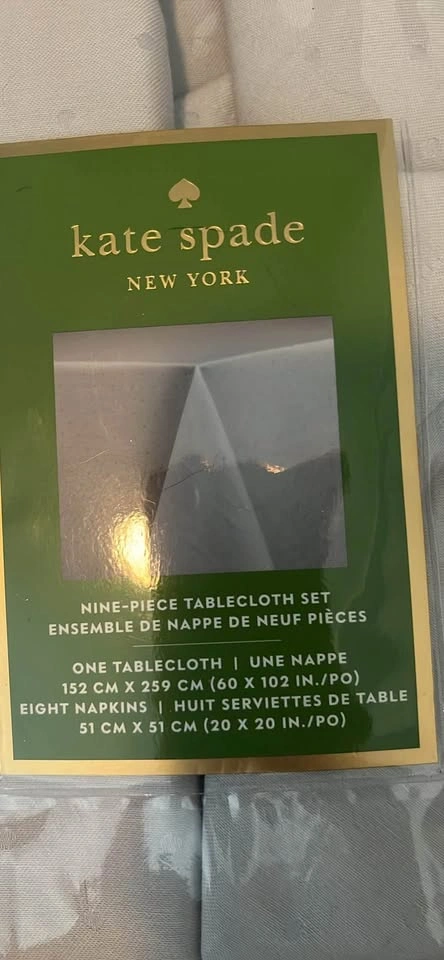 kate spade
NEW YORK
NINE-PIECE TABLECLOTH SET
ENSEMBLE DE NAPPE DE NEUF PIÈCES
ONE TABLECLOTH | UNE NAPPE
152 CM X 259 CM (60 X 102 IN./PO)
EIGHT NAPKINS | HUIT SERVIETTES DE TABLE
51 CM X 51 CM (20 X 20 IN./PO)